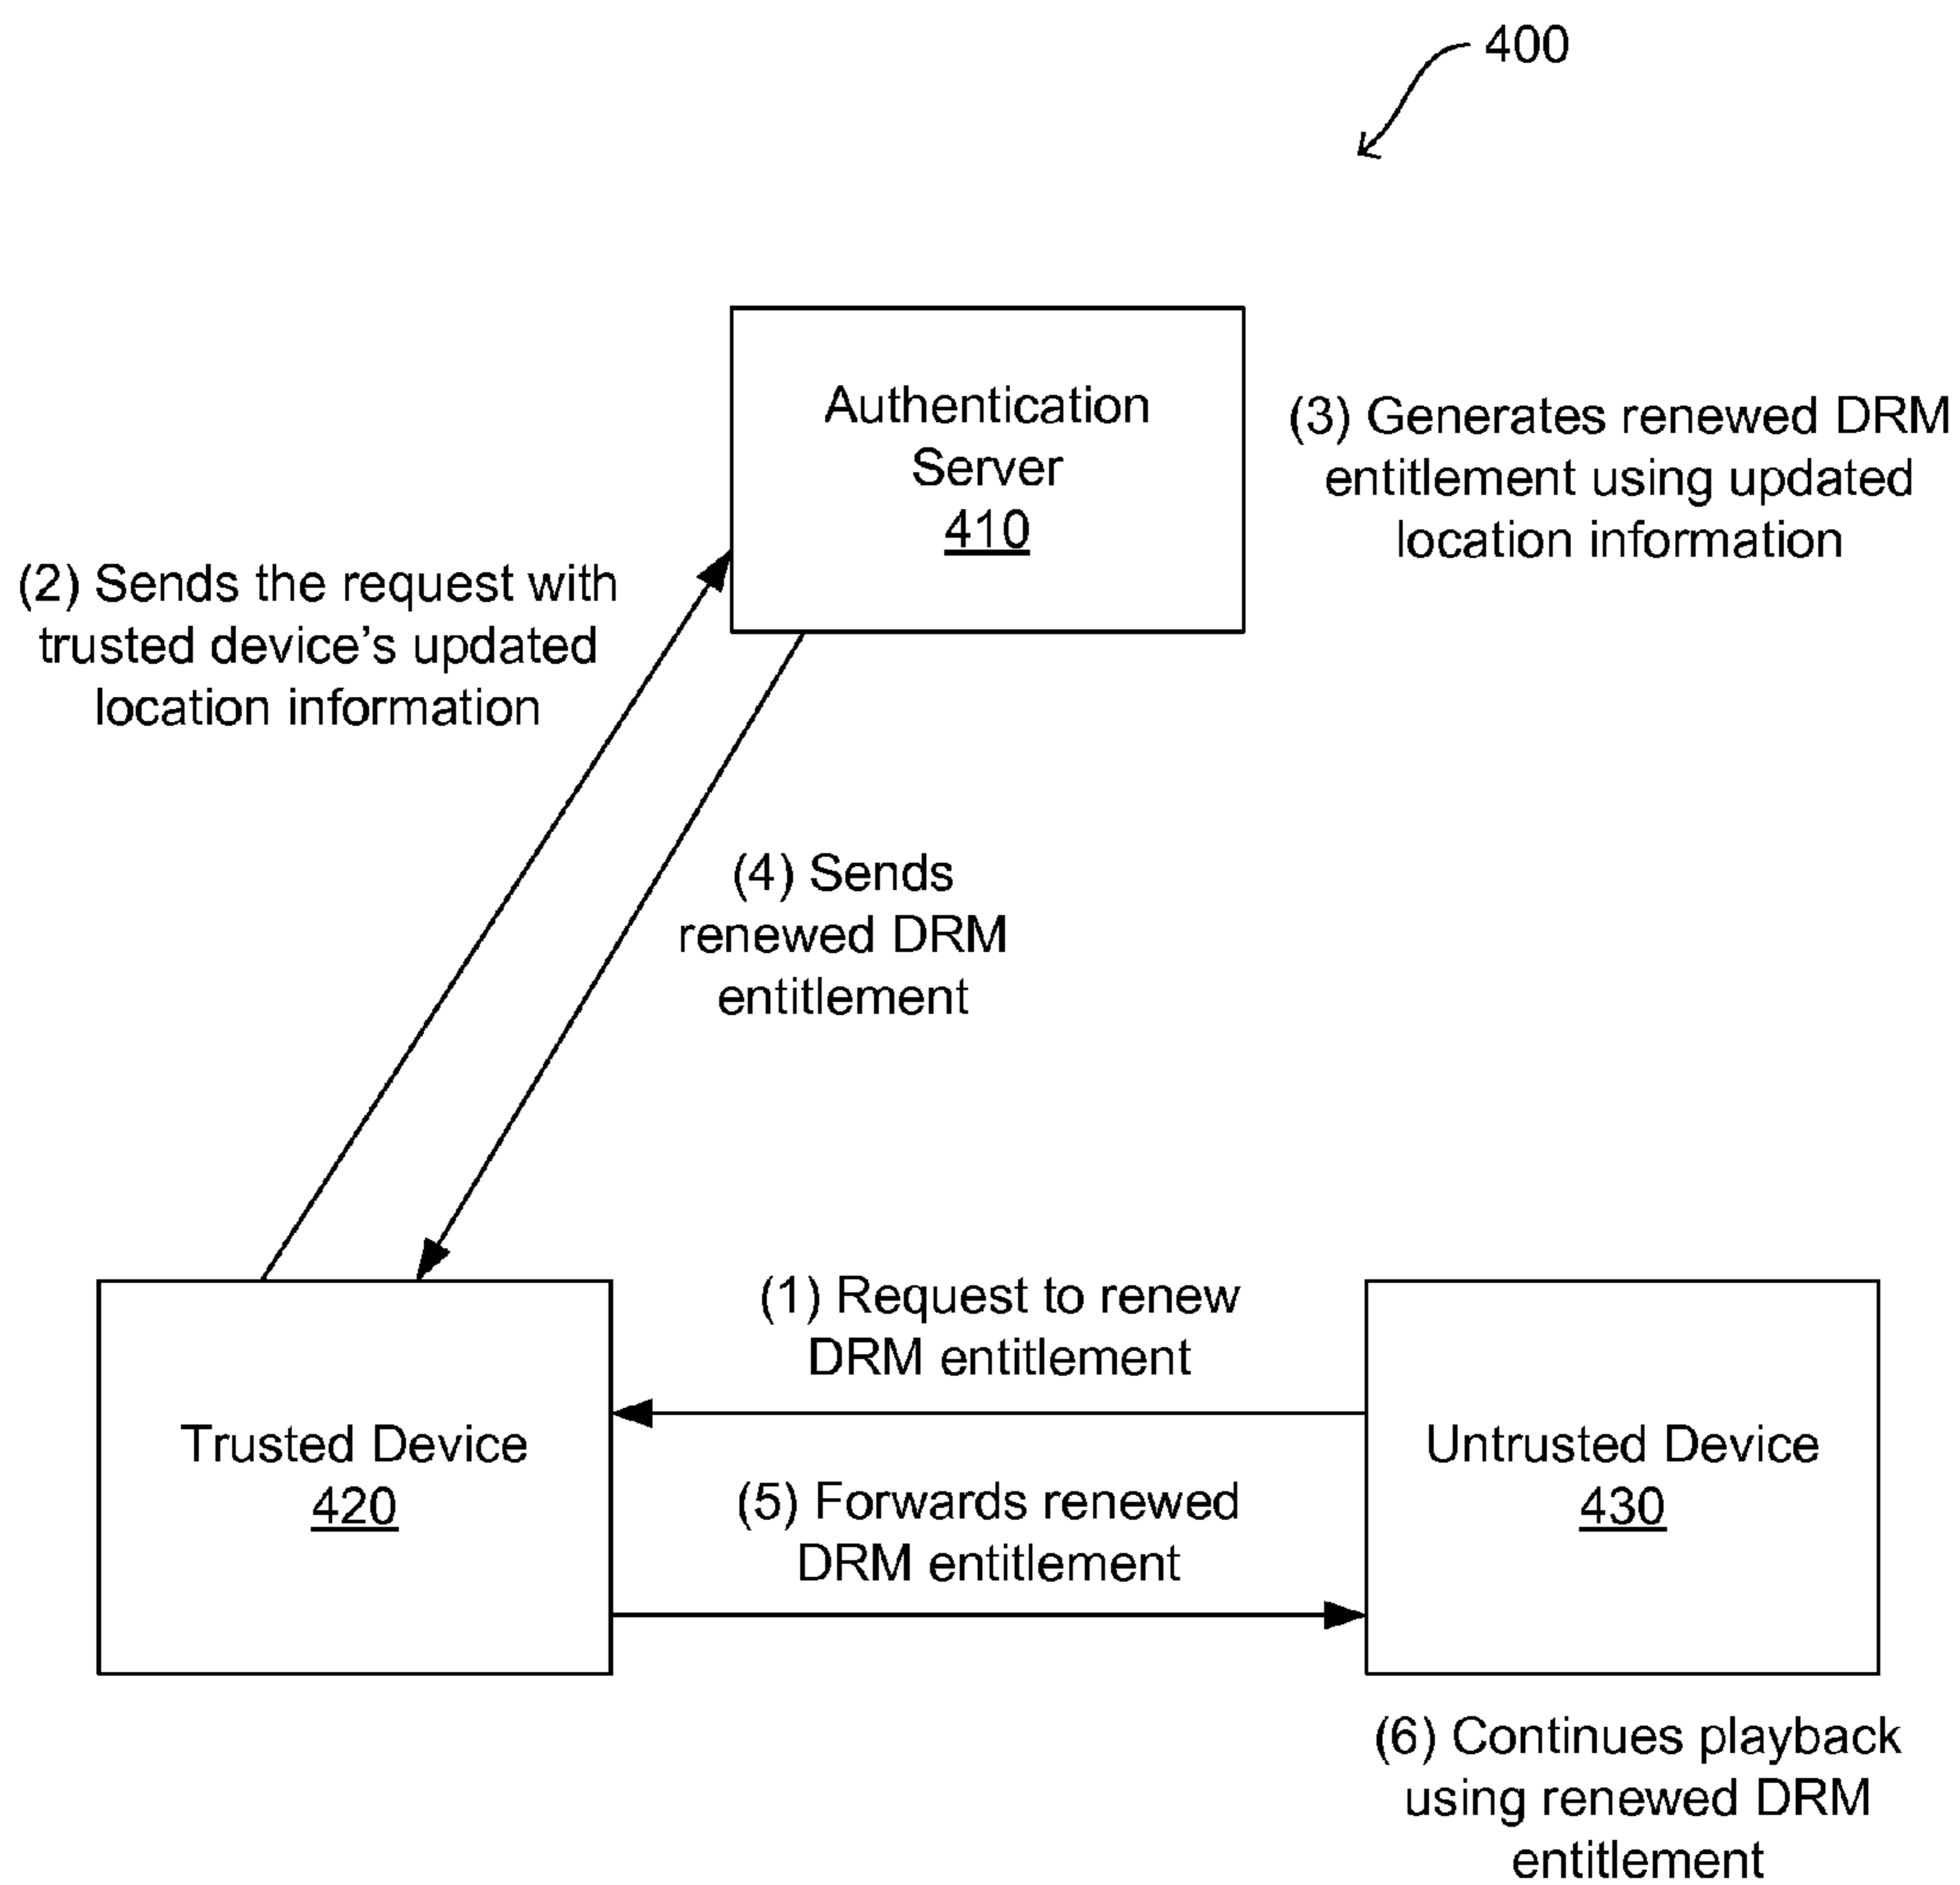 400
Authentication
Server
410
(3) Generates renewed DRM
entitlement using updated
location information
(2) Sends the request with
trusted device's updated
location information
(4) Sends
renewed DRM
entitlement
(1) Request to renew
DRM entitlement
Trusted Device
420
(5) Forwards renewed
DRM entitlement
Untrusted Device
430
(6) Continues playback
using renewed DRM
entitlement